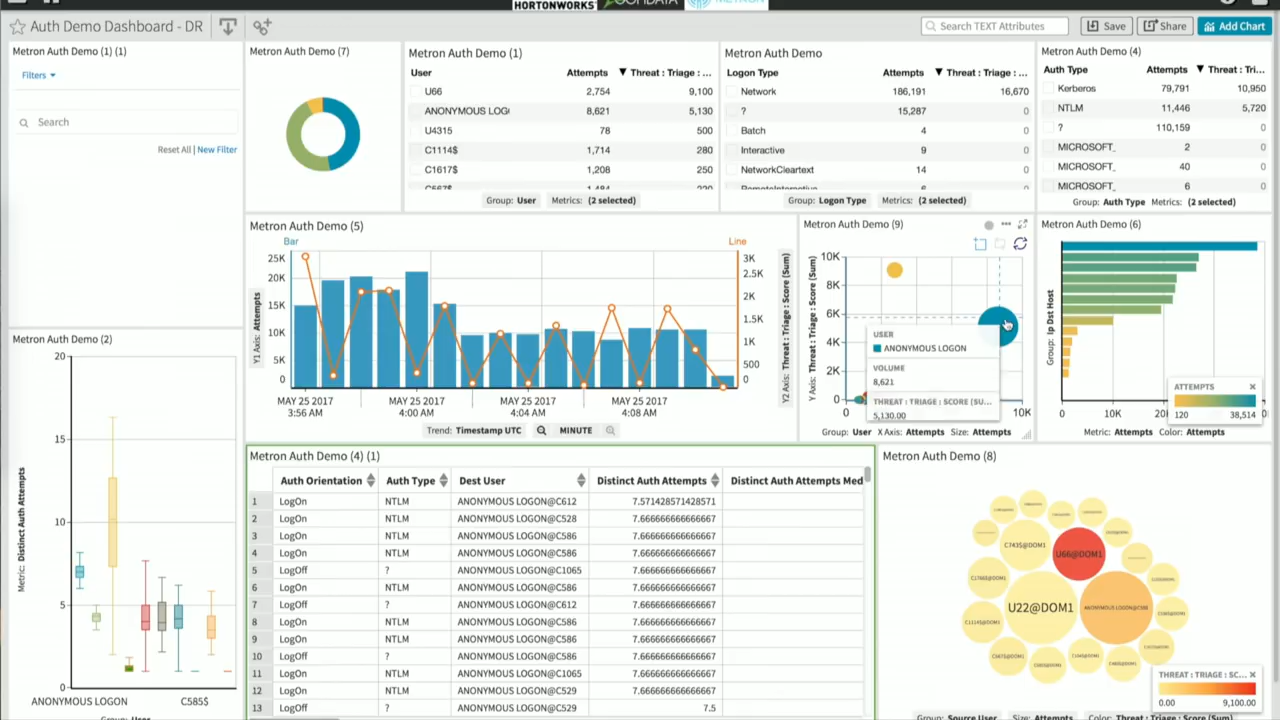 HORTONWORKS
Auth Demo Dashboard - DR
Search TEXT Attributes
Save
Share
Add Chart
Metron Auth Demo (1) (1)
Filters
Search
Reset All | New Filter
Metron Auth Demo (7)
Metron Auth Demo (1)
User Attempts Threat : Triage : ...
U66 2,754 9,100
ANONYMOUS LOG 8,621 5,130
U4315 78 500
C1114$ 1,714 280
C1617$ 1,208 250
Group: User Metrics: (2 selected)
Metron Auth Demo
Logon Type Attempts Threat : Triage : ...
Network 186,191 16,670
? 15,287 0
Batch 4 0
Interactive 9 0
NetworkCleartext 14 0
Group: Logon Type Metrics: (2 selected)
Metron Auth Demo (4)
Auth Type Attempts Threat : Tri...
Kerberos 79,791 10,950
NTLM 11,446 5,720
? 110,159 0
MICROSOFT_ 2 0
MICROSOFT_ 40 0
MICROSOFT_ 6 0
Group: Auth Type Metrics: (2 selected)
Metron Auth Demo (5)
Bar Line
25K 20K 15K 10K 5K 0
Y1 Axis: Attempts
3K
2.5K
2K
1.5K
1K
500
0
Y2 Axis: Threat : Triage : Score (Sum)
MAY 25 2017 MAY 25 2017 MAY 25 2017 MAY 25 2017
3:56 AM 4:00 AM 4:04 AM 4:08 AM
Trend: Timestamp UTC MINUTE
Metron Auth Demo (9)
Y Axis: Threat : Triage : Score (Sum)
10K
8K
6K
4K
2K
0
0 10K
USER
ANONYMOUS LOGON
VOLUME
8,621
THREAT : TRIAGE : SCORE (SU...
5,130.00
Group: User X Axis: Attempts Size: Attempts
Metron Auth Demo (6)
Group: Ip Dst Host
ATTEMPTS
120 38,514
0 10K
Metric: Attempts Color: Attempts
Metron Auth Demo (2)
Metric: Distinct Auth Attempts
20
15
10
5
0
ANONYMOUS LOGON C585$
Group: User
Metron Auth Demo (4) (1)
Auth Orientation Auth Type Dest User Distinct Auth Attempts Distinct Auth Attempts Med
1 LogOn NTLM ANONYMOUS LOGON@C612 7.571428571428571
2 LogOn NTLM ANONYMOUS LOGON@C528 7.666666666666667
3 LogOn NTLM ANONYMOUS LOGON@C586 7.666666666666667
4 LogOn NTLM ANONYMOUS LOGON@C586 7.666666666666667
5 LogOff ? ANONYMOUS LOGON@C1065 7.666666666666667
6 LogOn NTLM ANONYMOUS LOGON@C586 7.666666666666667
7 LogOff ? ANONYMOUS LOGON@C612 7.666666666666667
8 LogOn NTLM ANONYMOUS LOGON@C586 7.666666666666667
9 LogOn NTLM ANONYMOUS LOGON@C586 7.666666666666667
10 LogOff ? ANONYMOUS LOGON@C586 7.666666666666667
11 LogOn NTLM ANONYMOUS LOGON@C1065 7.666666666666667
12 LogOn NTLM ANONYMOUS LOGON@C529 7.666666666666667
13 LogOff ? ANONYMOUS LOGON@C529 7.5
Metron Auth Demo (8)
C743$@DOM1
U66@DOM1
U22@DOM1
ANONYMOUS LOGON@C586
C1114$@DOM1
THREAT : TRIAGE : SC...
0.00 9,100.00
Group: Source User Size: Attempts Color: Threat : Triage : Score (Sum)